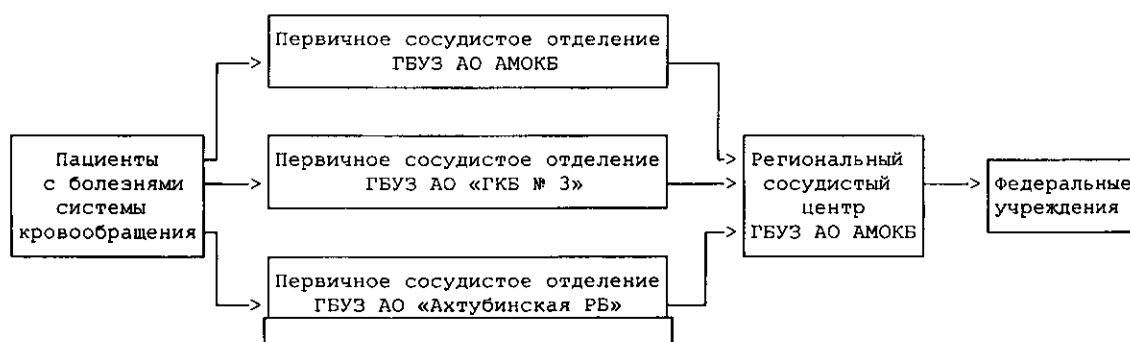 Первичное сосудистое отделение
ГБУЗ АО АМОКБ
Пациенты
с болезнями
системы
кровообращения
Первичное сосудистое отделение
ГБУЗ АО «ГКБ № 3»
Первичное сосудистое отделение
ГБУЗ АО «Ахтубинская РБ»
Региональный
сосудистый
центр
ГБУЗ АО АМОКБ
Федеральные
учреждения